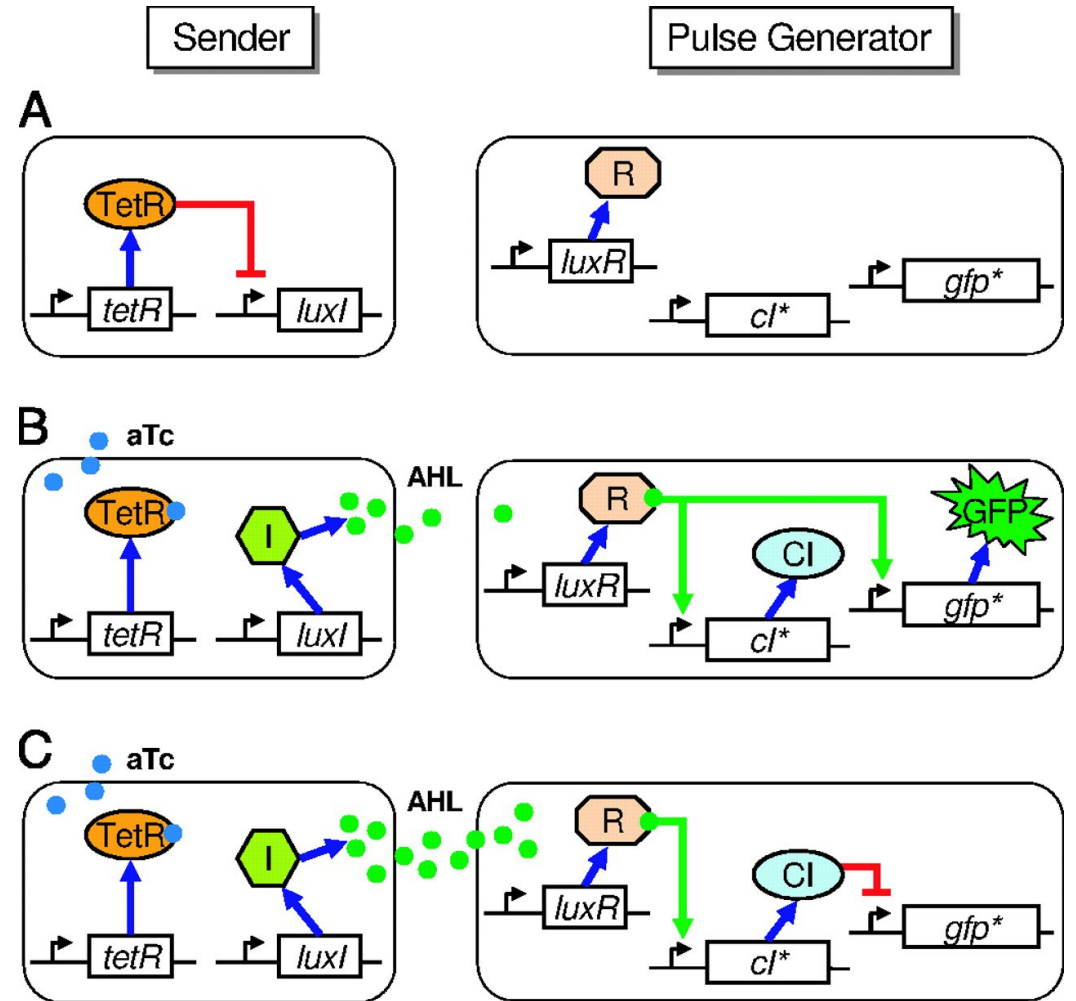 Sender
Pulse Generator
A
TetR
tetR
luxI
R
luxR
cI*
gfp*
B
aTc
TetR
tetR
I
luxI
AHL
R
luxR
CI
cI*
GFP
gfp*
C
aTc
TetR
tetR
I
luxI
AHL
R
luxR
CI
cI*
gfp*